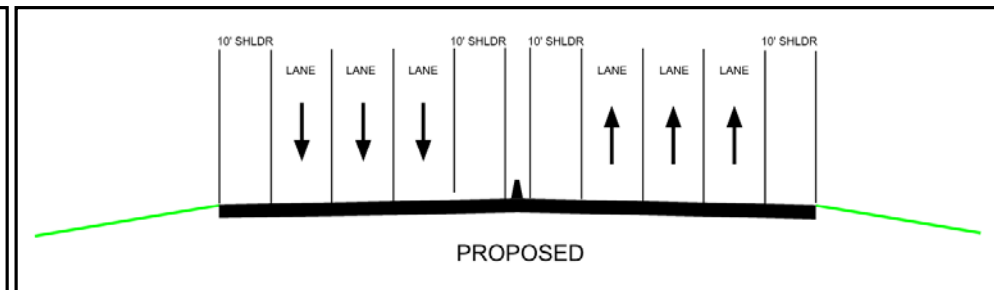 10' SHLDR 10' SHLDR 10' SHLDR 10' SHLDR
LANE LANE LANE LANE LANE LANE
PROPOSED